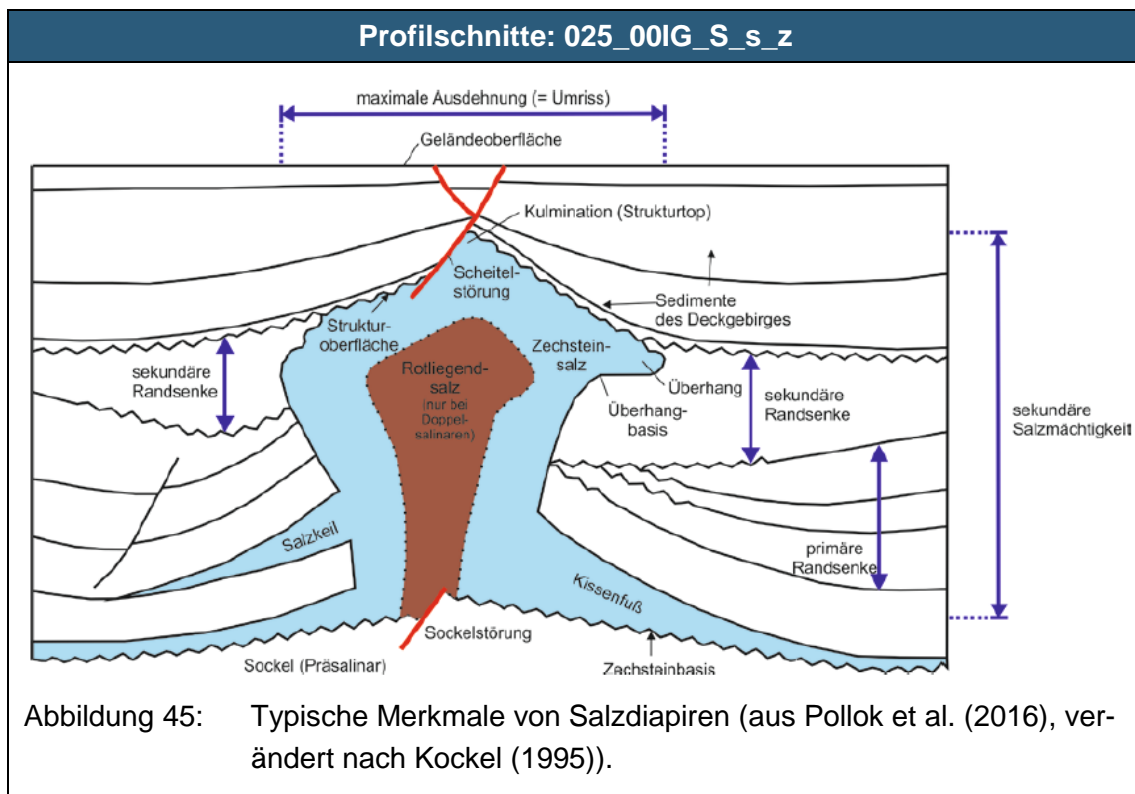 Profilschnitte: 025_00IG_S_s_z
maximale Ausdehnung (= Umriss)
Geländeoberfläche
Kulmination (Strukturtop)
Scheitel-
störung
Sedimente
des Deckgebirges
Struktur-
oberfläche
Zechstein-
salz
Rotliegend-
salz
(nur bei
Doppel-
salinaren)
Überhang
Überhang-
basis
sekundäre
Randsenke
sekundäre
Randsenke
sekundäre
Salzmächtigkeit
primäre
Randsenke
Salzkeil
Kissenfuß
Sockelstörung
Sockel (Präsalinar)
Zechsteinbasis
Abbildung 45: Typische Merkmale von Salzdiapiren (aus Pollok et al. (2016), ver-
ändert nach Kockel (1995)).